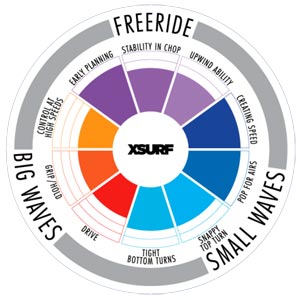 FREERIDE
STABILITY IN CHOP
EARLY PLANNING
UPWIND ABILITY
CONTROL AT
HIGH SPEEDS
CREATING SPEED
XSURF
GRIP/HOLD
POP FOR AIRS
BIG WAVES
SMALL WAVES
DRIVE
SNAPPY
TOP TURN
TIGHT
BOTTOM TURNS